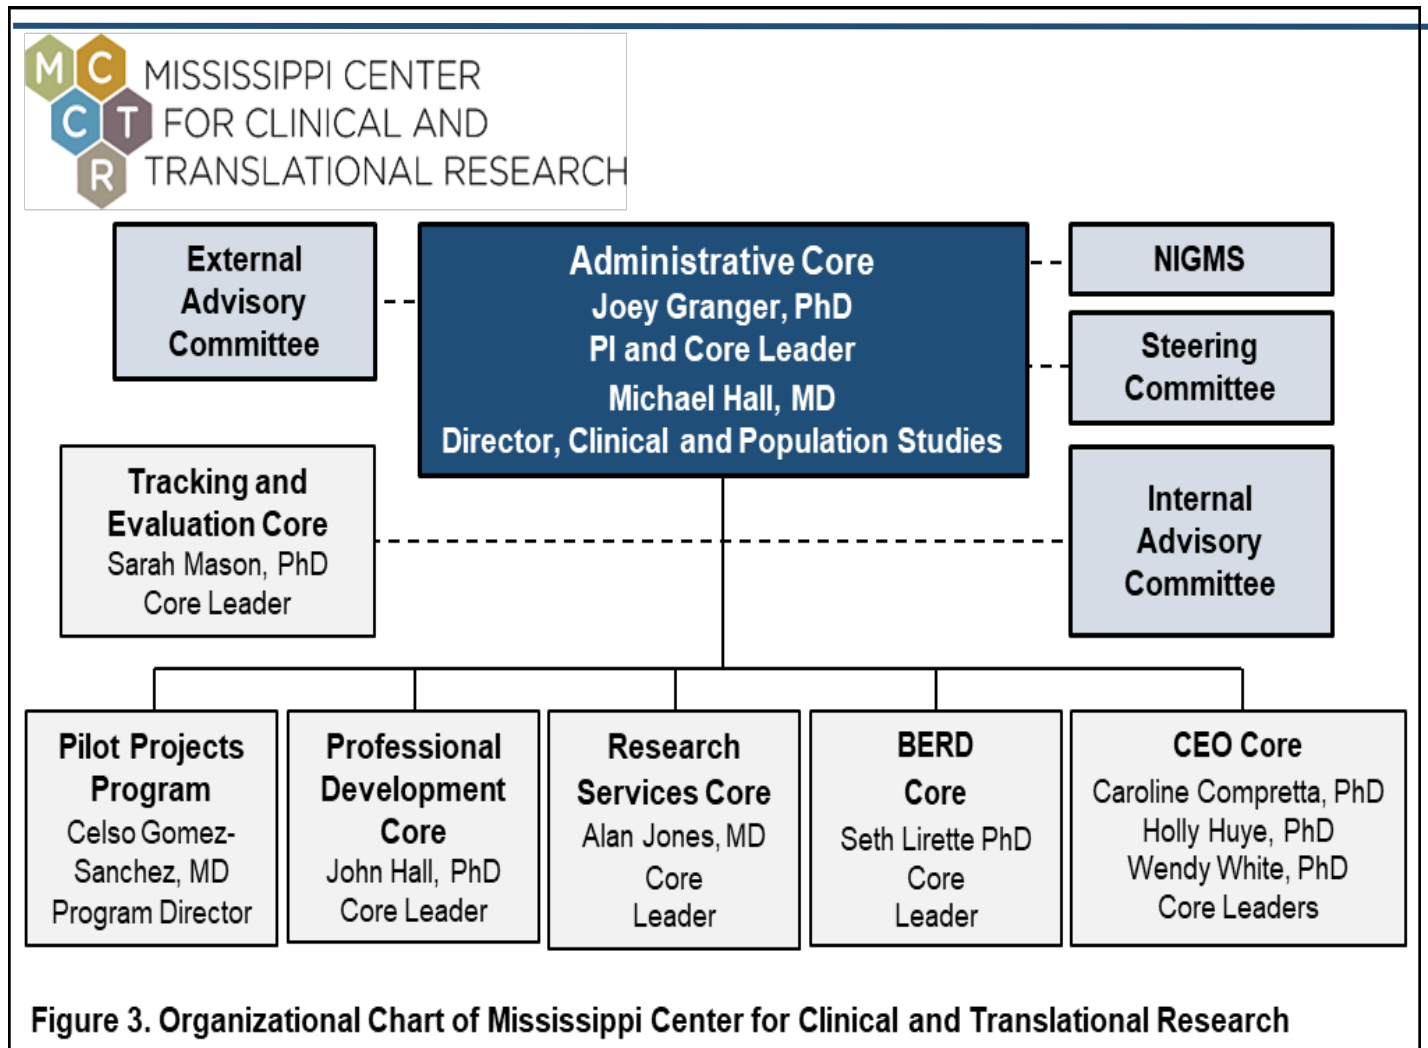 M C
C T
R
MISSISSIPPI CENTER
FOR CLINICAL AND
TRANSLATIONAL RESEARCH
External
Advisory
Committee
Administrative Core
Joey Granger, PhD
PI and Core Leader
Michael Hall, MD
Director, Clinical and Population Studies
NIGMS
Steering
Committee
Tracking and
Evaluation Core
Sarah Mason, PhD
Core Leader
Internal
Advisory
Committee
Pilot Projects
Program
Celso Gomez-
Sanchez, MD
Program Director
Professional
Development
Core
John Hall, PhD
Core Leader
Research
Services Core
Alan Jones, MD
Core
Leader
BERD
Core
Seth Lirette PhD
Core
Leader
CEO Core
Caroline Compretta, PhD
Holly Huye, PhD
Wendy White, PhD
Core Leaders
Figure 3. Organizational Chart of Mississippi Center for Clinical and Translational Research